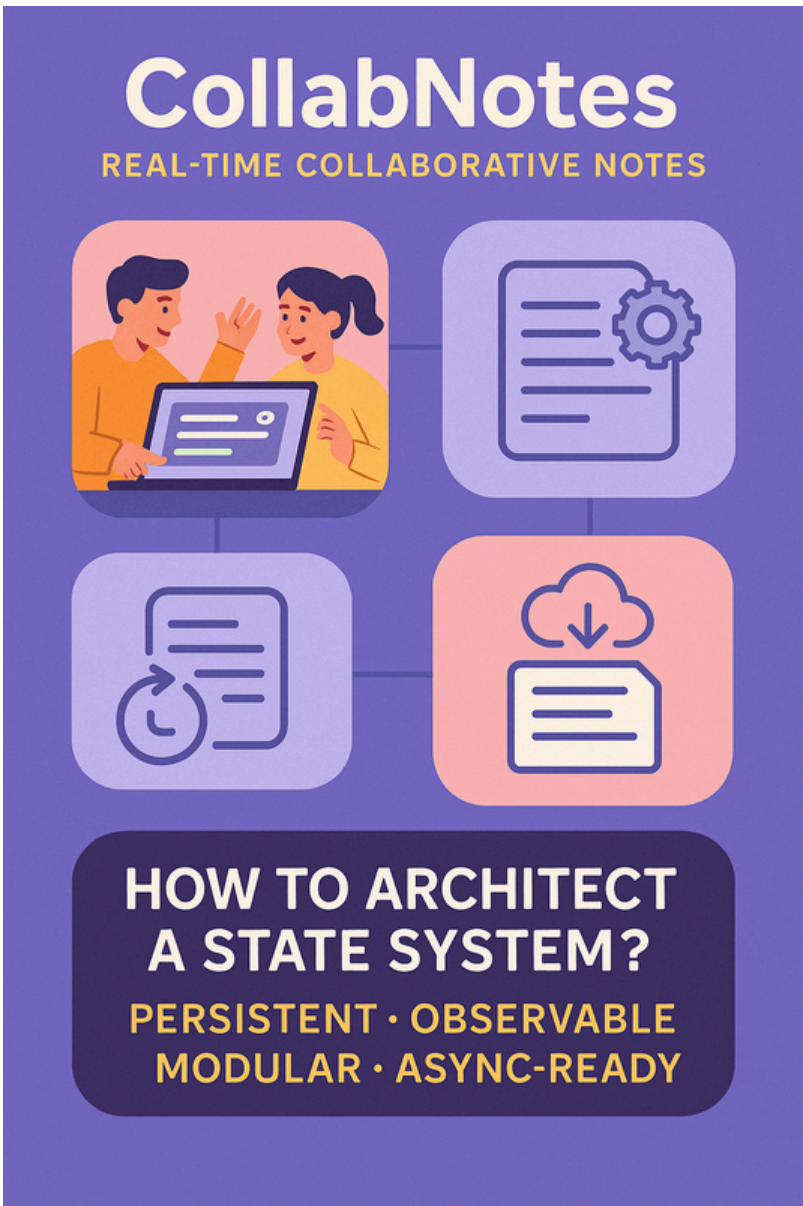 CollabNotes
REAL-TIME COLLABORATIVE NOTES
HOW TO ARCHITECT
A STATE SYSTEM?
PERSISTENT · OBSERVABLE
MODULAR · ASYNC-READY